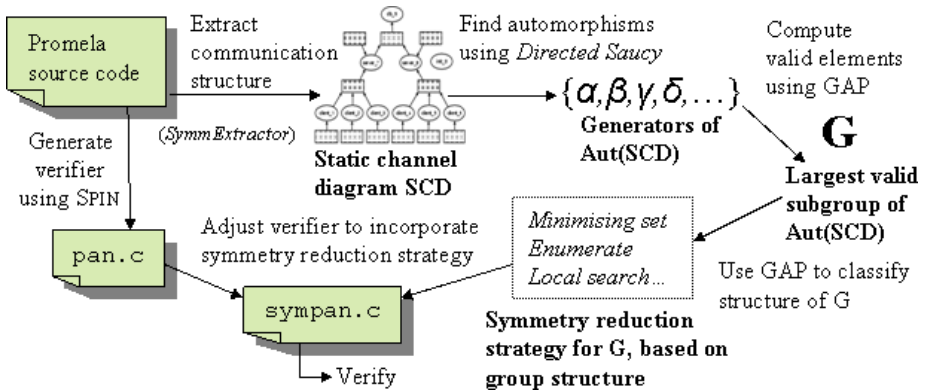 Promela
source code
Extract
communication
structure
(SymmExtractor)
Static channel
diagram SCD
Find automorphisms
using Directed Saucy
{α,β,γ,δ,...}
Generators of
Aut(SCD)
Compute
valid elements
using GAP
G
Largest valid
subgroup of
Aut(SCD)
Generate
verifier
using SPIN
pan.c
Adjust verifier to incorporate
symmetry reduction strategy
Minimising set
Enumerate
Local search...
Use GAP to classify
structure of G
sympan.c
Symmetry reduction
strategy for G, based on
group structure
Verify